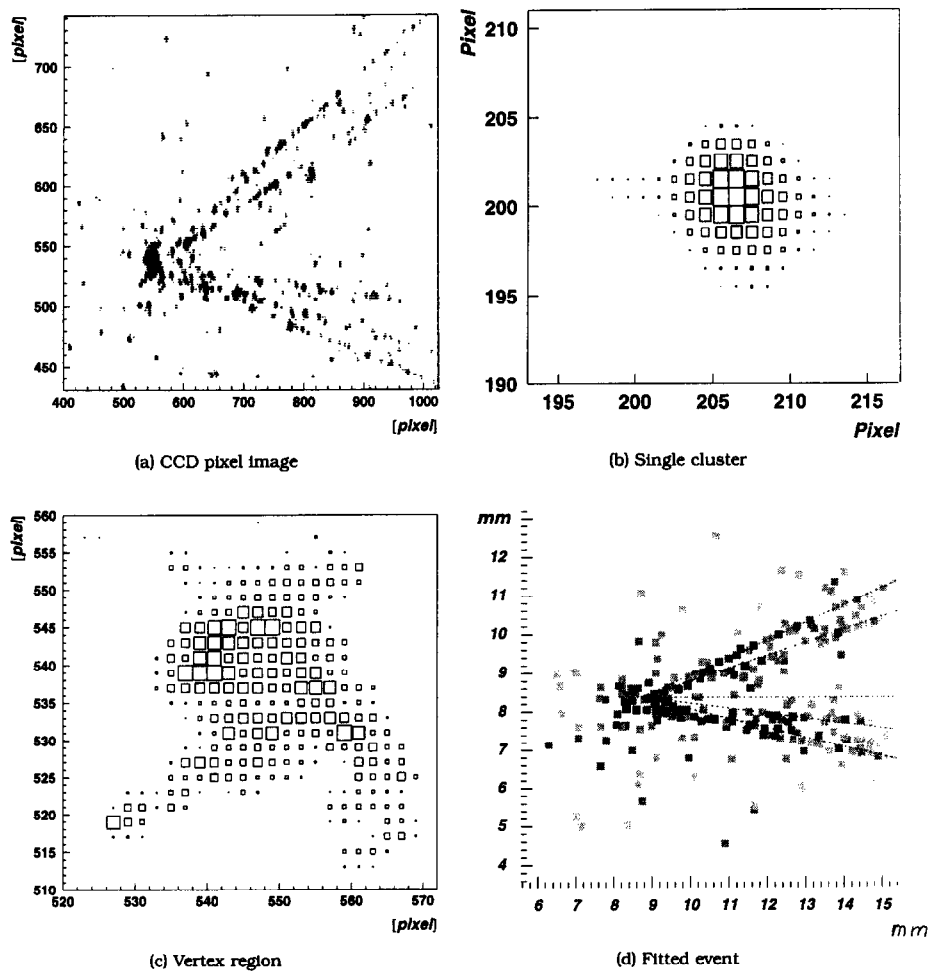 [pixel]
700
650
600
550
500
450
400 500 600 700 800 900 1000
[pixel]
(a) CCD pixel image
Pixel
210
205
200
195
190
195 200 205 210 215
Pixel
(b) Single cluster
[pixel]
560
555
550
545
540
535
530
525
520
515
510
520 530 540 550 560 570
[pixel]
(c) Vertex region
mm
12
11
10
9
8
7
6
5
4
6 7 8 9 10 11 12 13 14 15
mm
(d) Fitted event